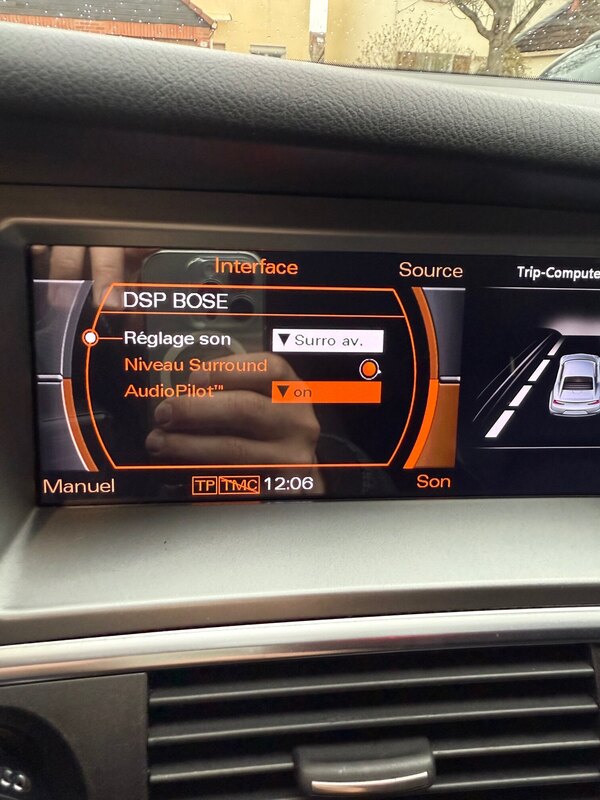 Interface
Source
Trip-Compute
DSP BOSE
Réglage son ▼ Surro av.
Niveau Surround
AudioPilot™ ▼ on
Manuel
TP TMC 12:06
Son